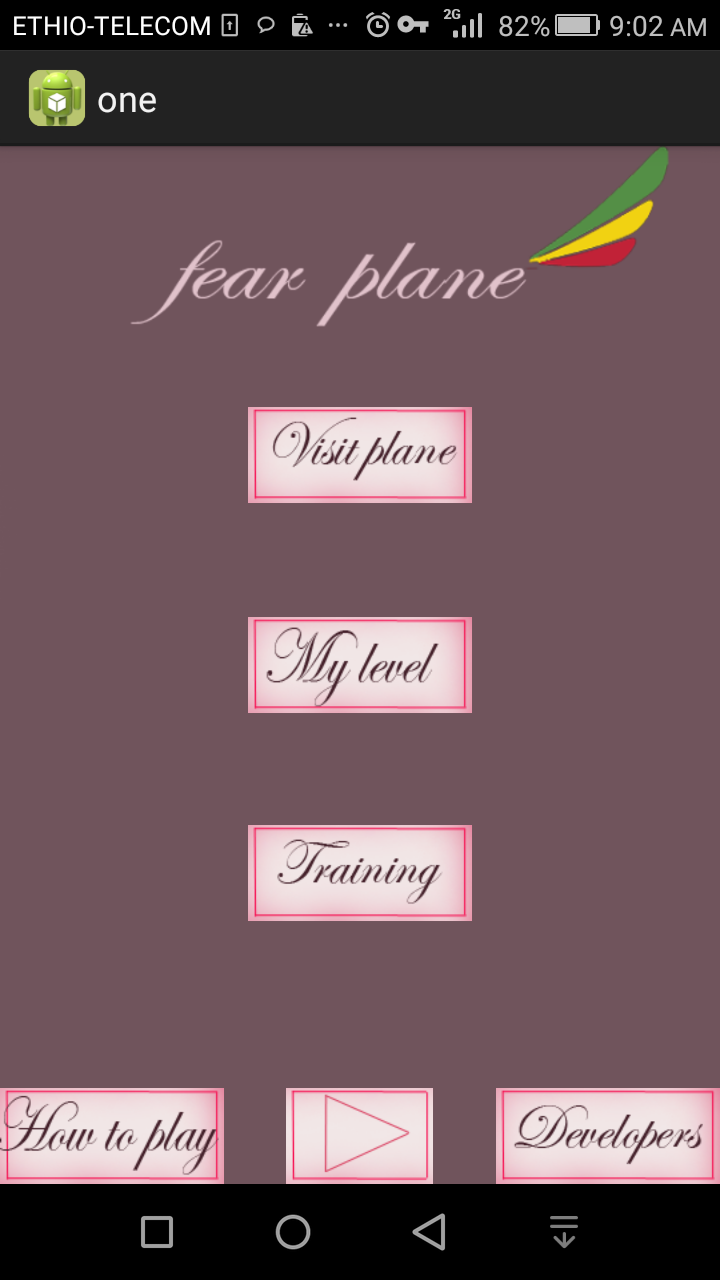 ETHIO-TELECOM 2G 82% 9:02 AM
one
fear plane
Visit plane
My level
Training
How to play Developers